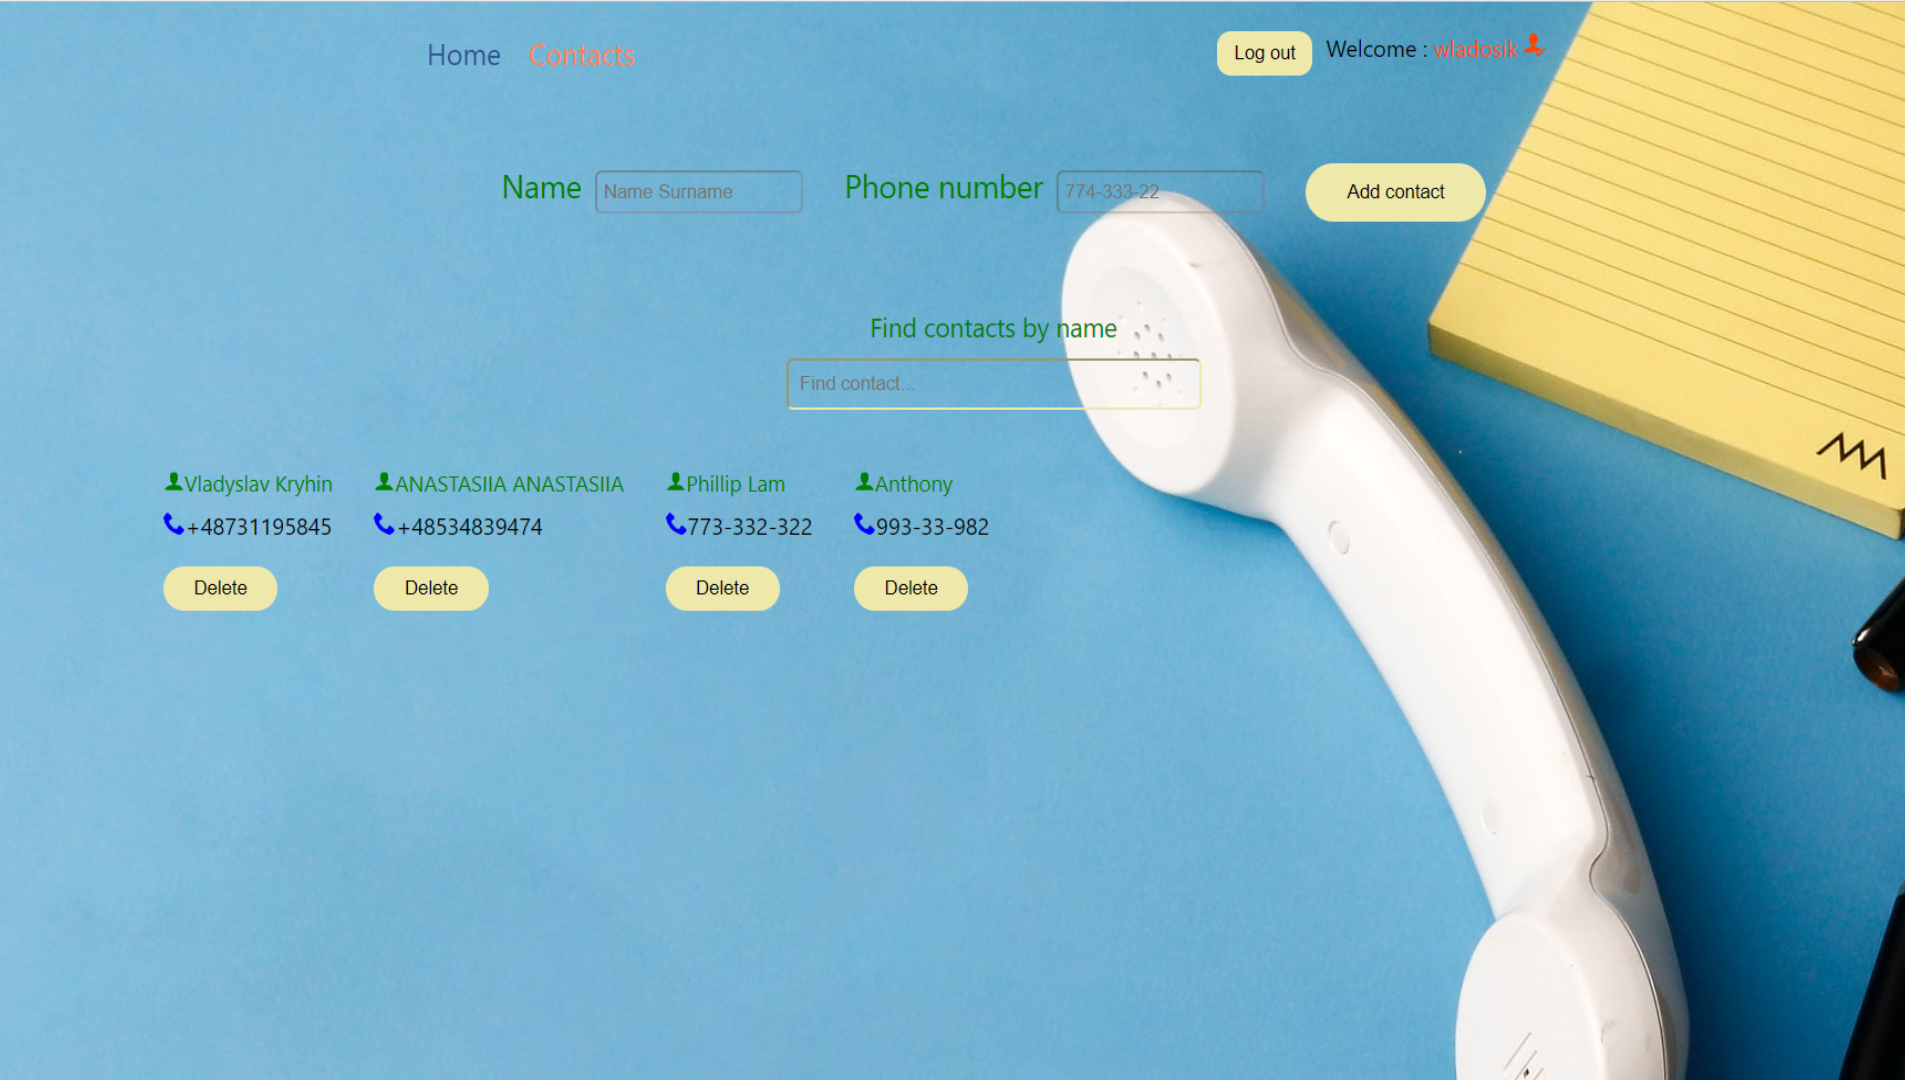 Home Contacts Log out Welcome : wladosik
Name Name Surname Phone number 774-333-22 Add contact
Find contacts by name
Find contact...
Vladyslav Kryhin ANASTASIIA ANASTASIIA Phillip Lam Anthony
+48731195845 +48534839474 773-332-322 993-33-982
Delete Delete Delete Delete